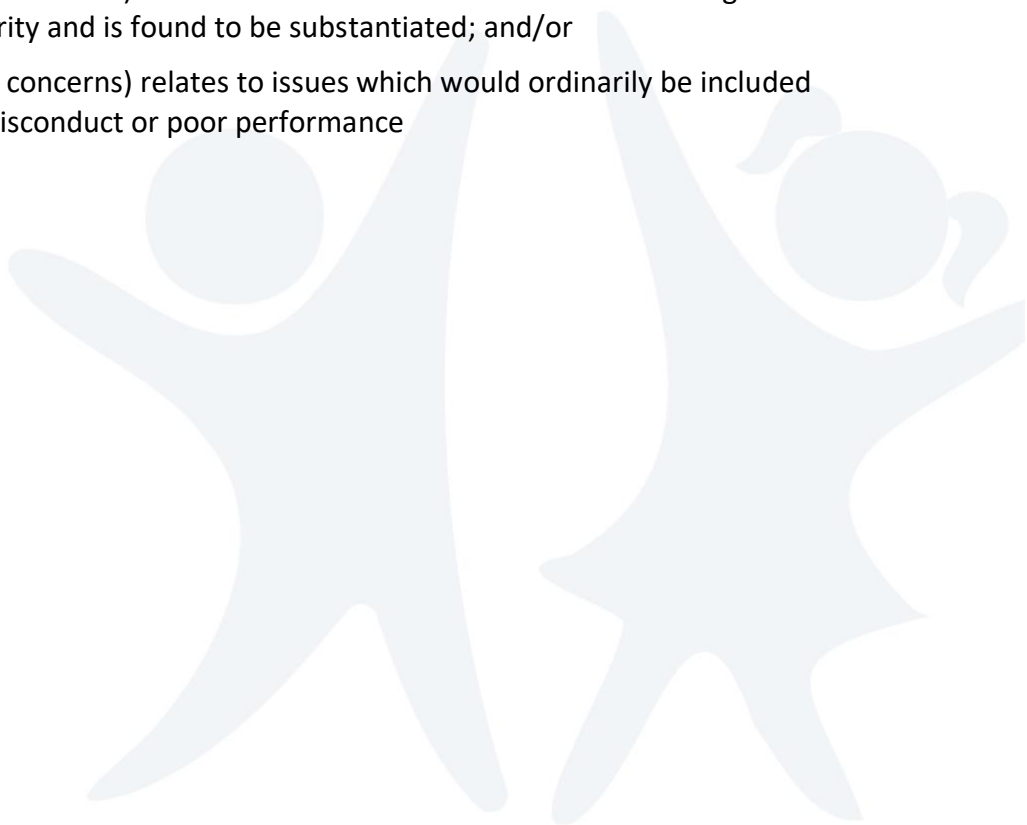 rity and is found to be substantiated; and/or
concerns) relates to issues which would ordinarily be included
isconduct or poor performance